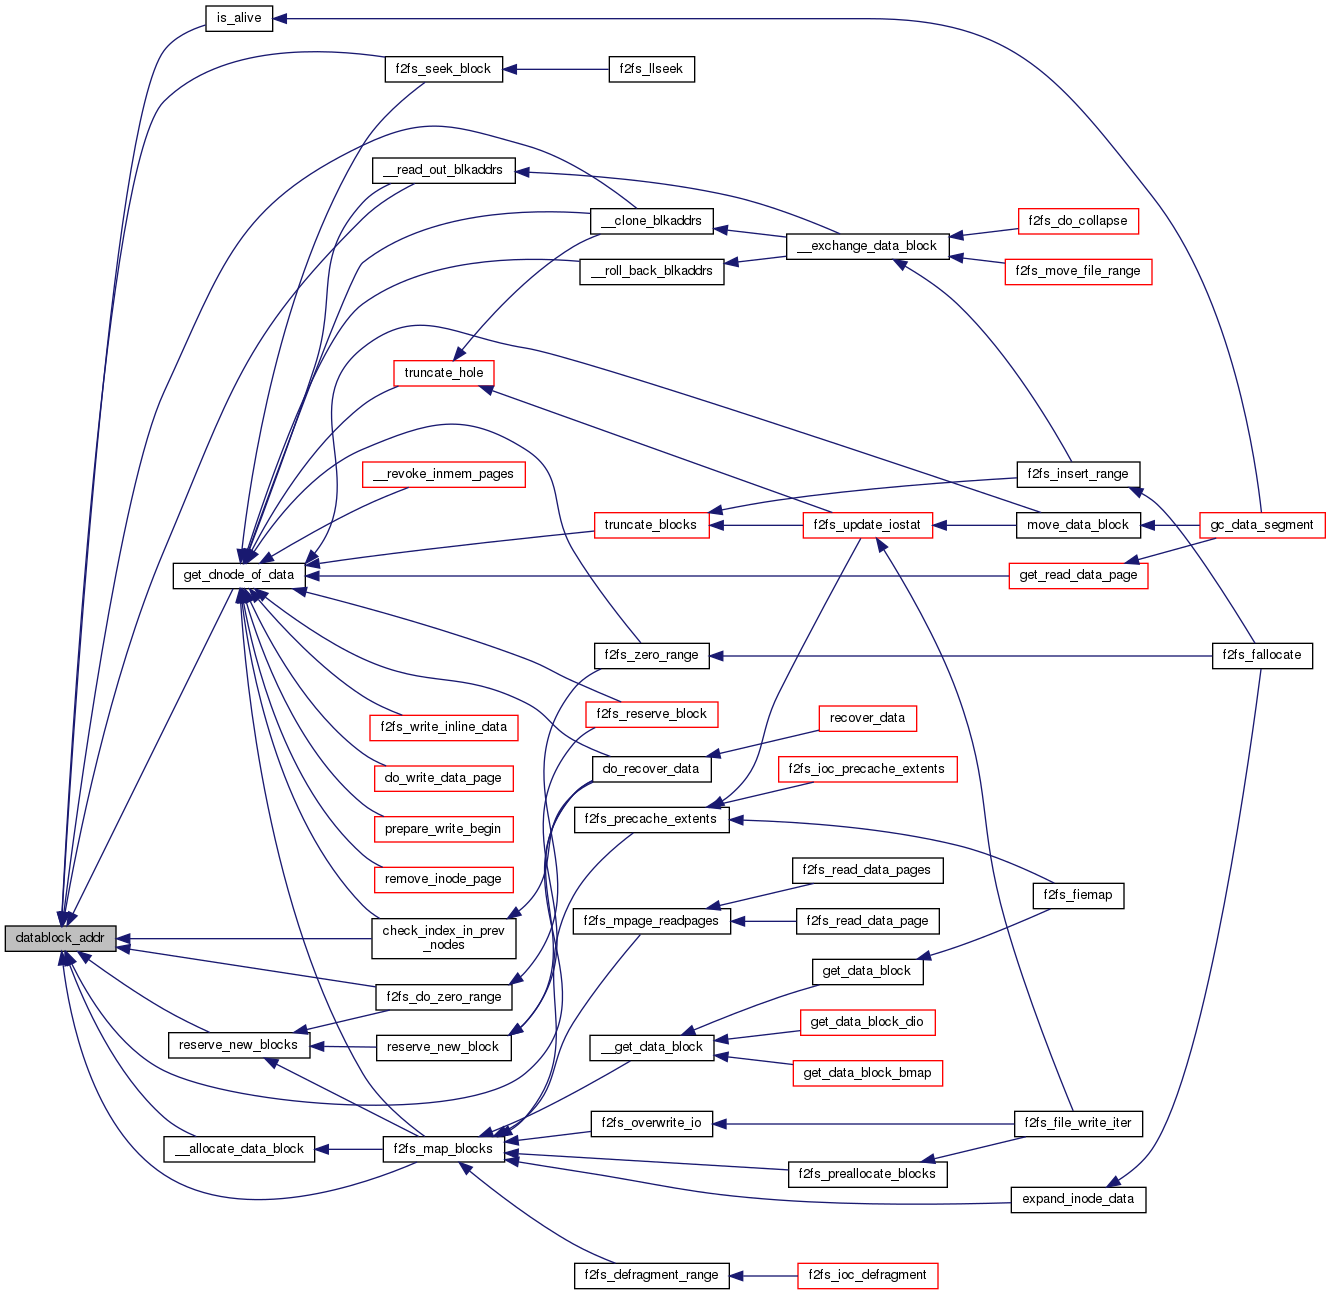 is_alive
f2fs_seek_block
f2fs_llseek
__read_out_blkaddrs
__clone_blkaddrs
f2fs_do_collapse
__exchange_data_block
__roll_back_blkaddrs
f2fs_move_file_range
truncate_hole
__revoke_inmem_pages
f2fs_insert_range
truncate_blocks
f2fs_update_iostat
move_data_block
gc_data_segment
get_dnode_of_data
get_read_data_page
f2fs_zero_range
f2fs_fallocate
f2fs_write_inline_data
f2fs_reserve_block
recover_data
do_write_data_page
do_recover_data
f2fs_ioc_precache_extents
prepare_write_begin
f2fs_precache_extents
remove_inode_page
f2fs_read_data_pages
f2fs_fiemap
datablock_addr
check_index_in_prev
_nodes
f2fs_mpage_readpages
f2fs_read_data_page
get_data_block
f2fs_do_zero_range
get_data_block_dio
reserve_new_blocks
reserve_new_block
__get_data_block
get_data_block_bmap
f2fs_overwrite_io
f2fs_file_write_iter
__allocate_data_block
f2fs_map_blocks
f2fs_preallocate_blocks
expand_inode_data
f2fs_defragment_range
f2fs_ioc_defragment